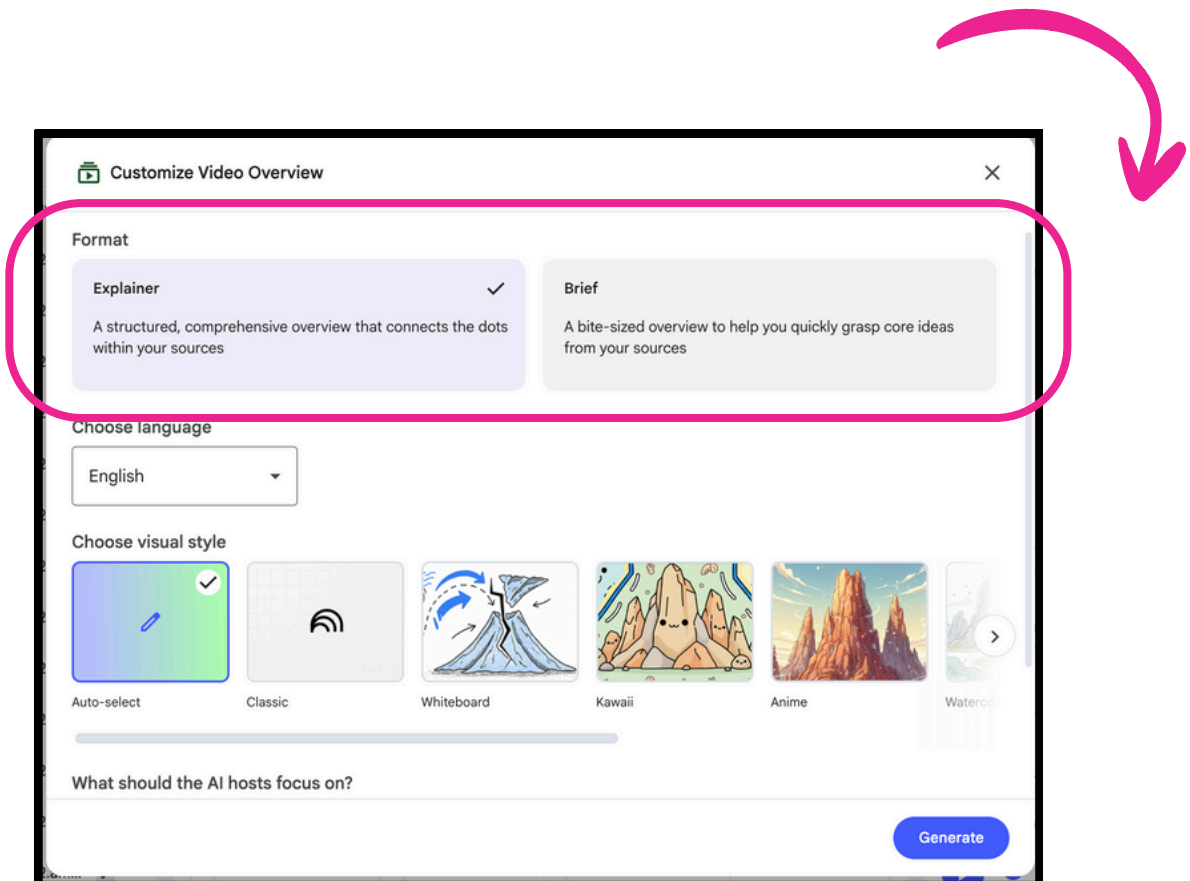 Customize Video Overview
Format
Explainer
A structured, comprehensive overview that connects the dots
within your sources
Brief
A bite-sized overview to help you quickly grasp core ideas
from your sources
Choose language
English
Choose visual style
Auto-select
Classic
Whiteboard
Kawaii
Anime
What should the AI hosts focus on?
Generate